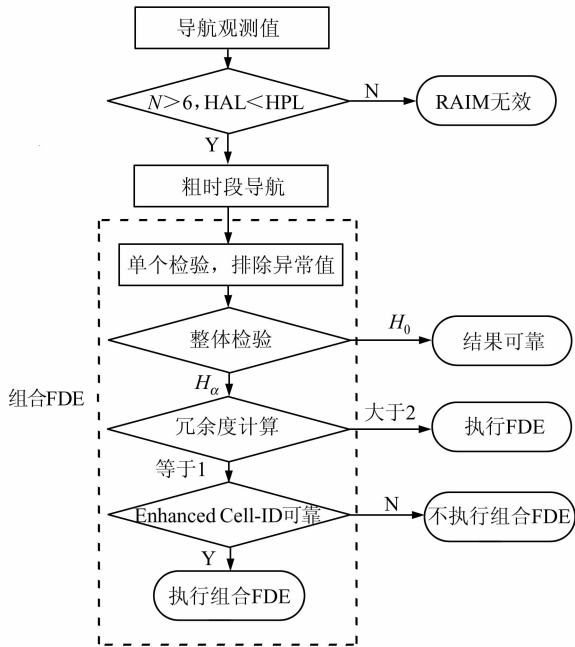 导航观测值
N>6,HAL<HPL
N
RAIM无效
Y
粗时段导航
单个检验，排除异常值
整体检验
H0
结果可靠
Hα
组合FDE
冗余度计算
大于2
执行FDE
等于1
Enhanced Cell-ID可靠
N
不执行组合FDE
Y
执行组合FDE